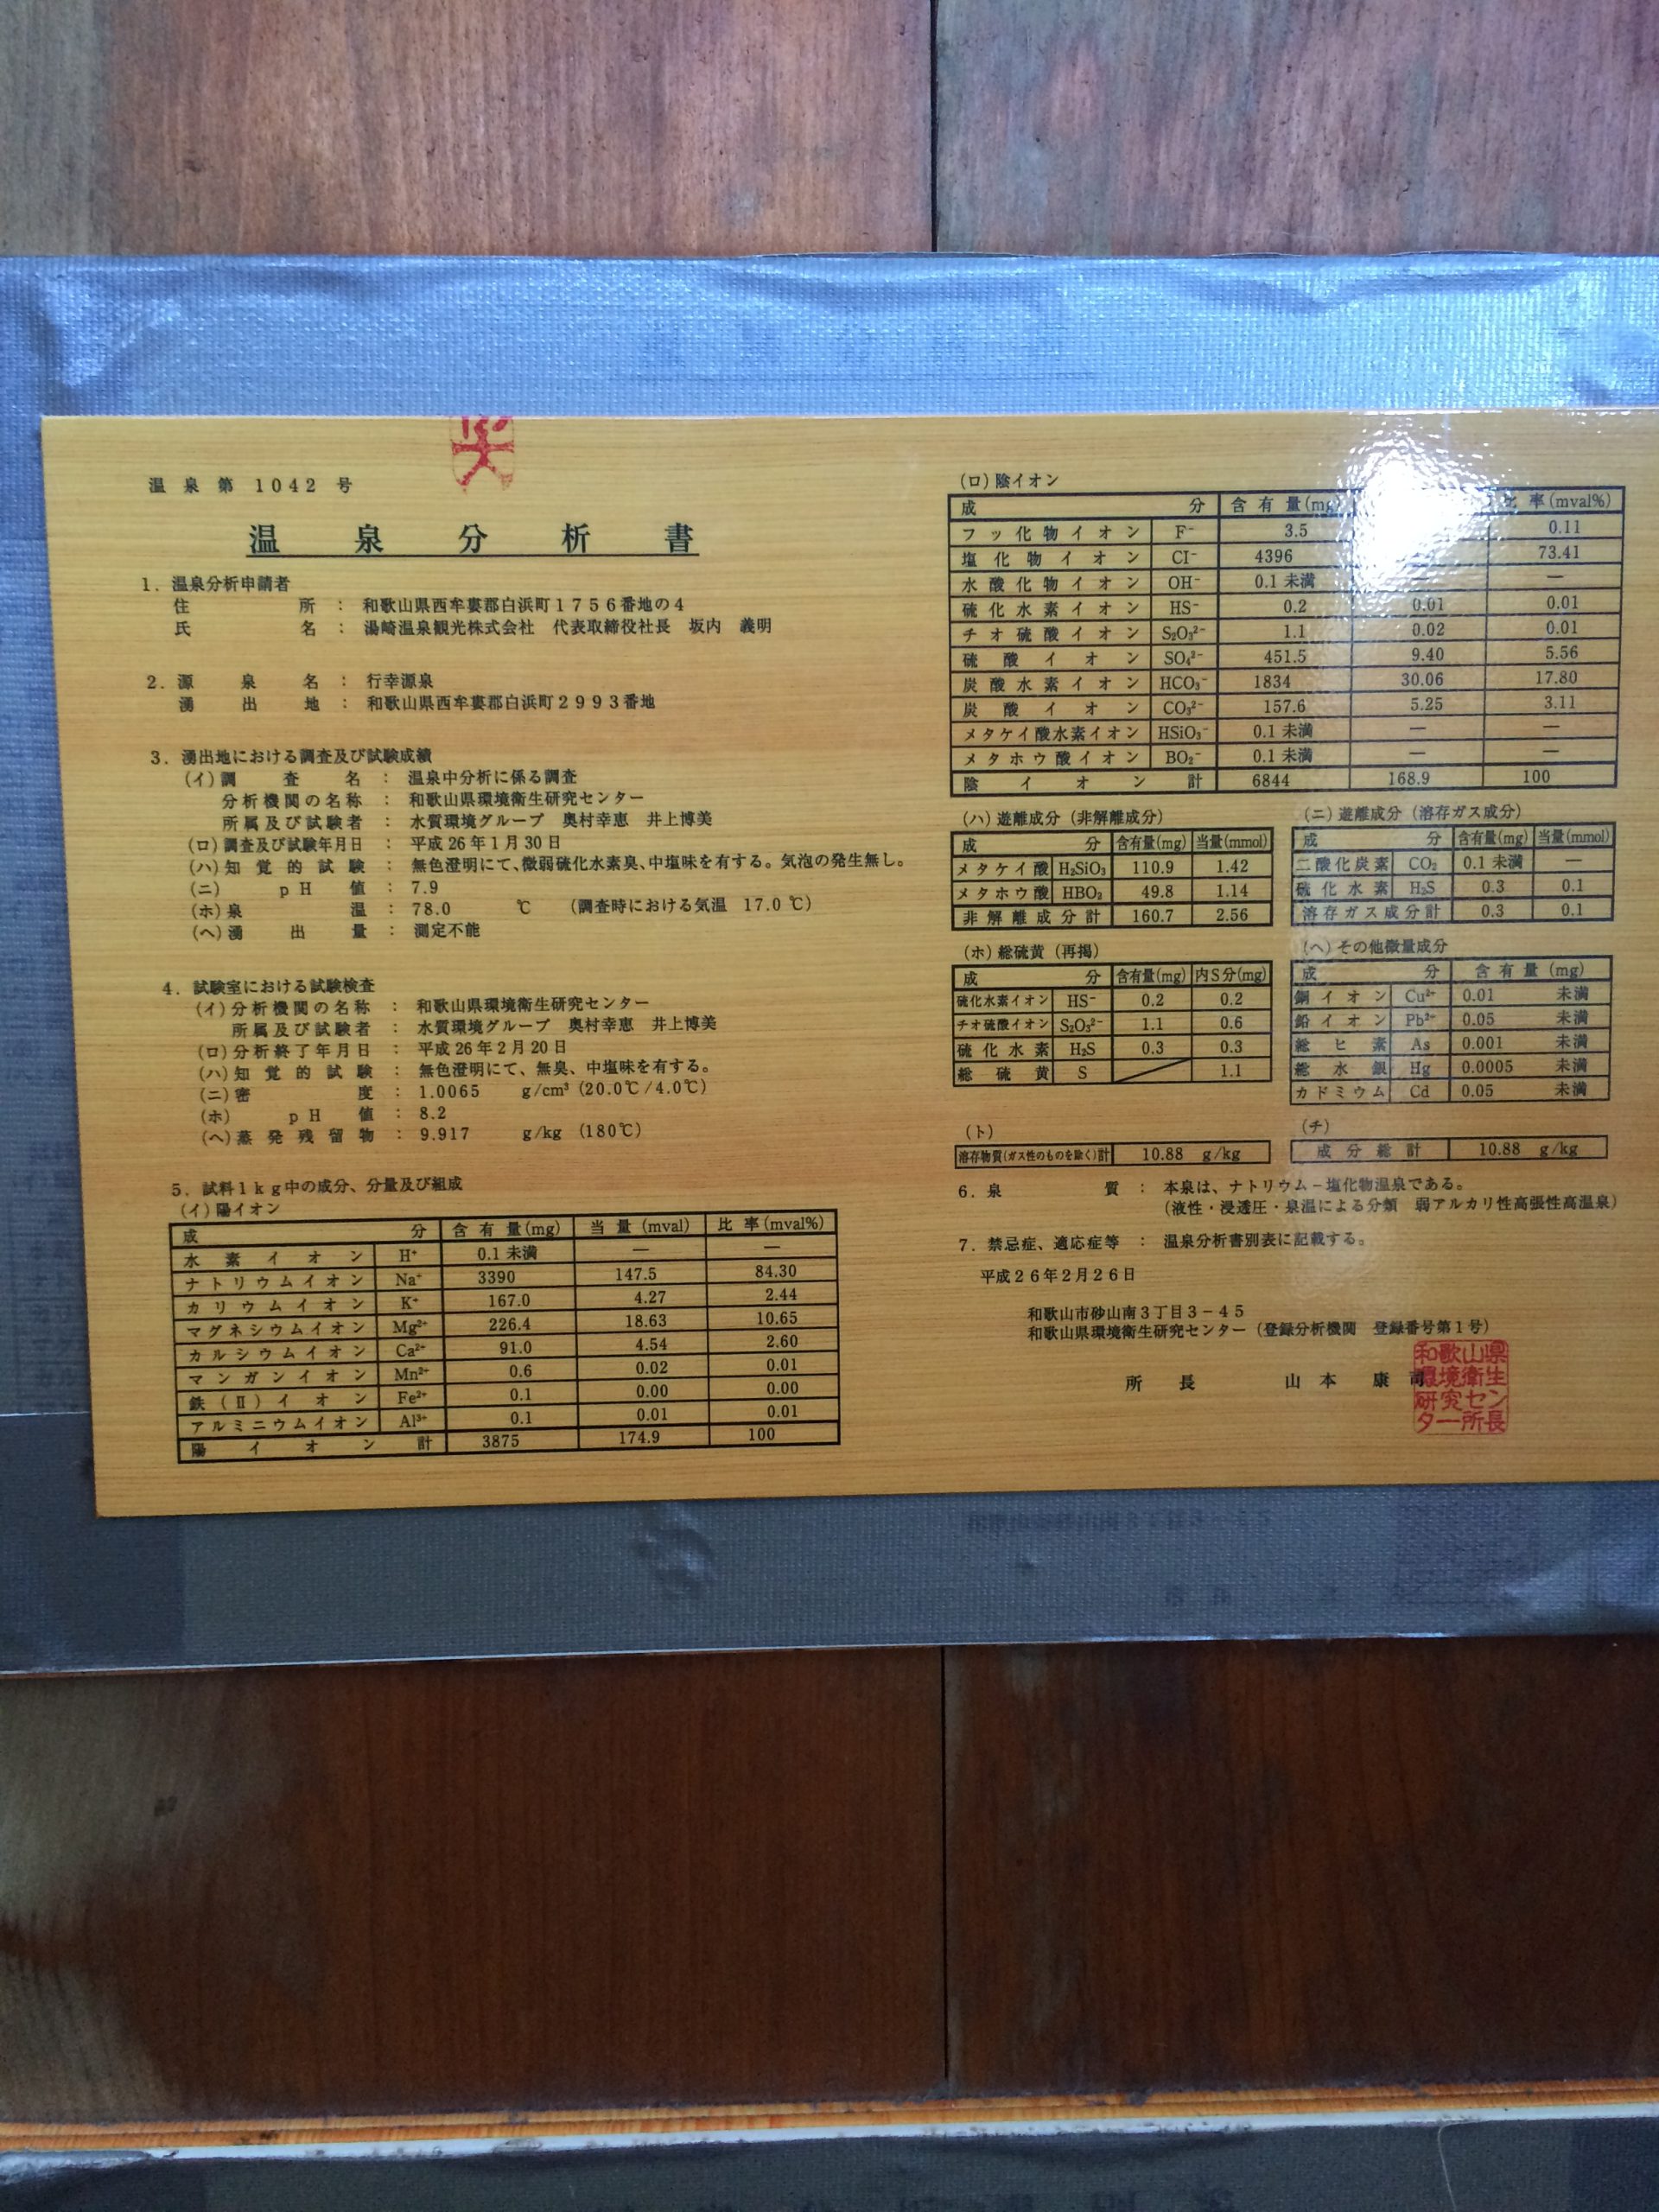 温泉第1042号
温泉分析書
1．温泉分析申請者
住所：和歌山県西牟婁郡白浜町1756番地の4
氏名：湯崎温泉観光株式会社 代表取締役社長 坂内 義明
2．源泉名：行幸源泉
湧出地：和歌山県西牟婁郡白浜町2993番地
3．湧出地における調査及び試験成績
(イ)調査名：温泉中分析に係る調査
分析機関の名称：和歌山県環境衛生研究センター
所属及び試験者：水質環境グループ 奥村幸恵 井上博美
(ロ)調査及び試験年月日：平成26年1月30日
(ハ)知覚的試験：無色澄明にて、微弱硫化水素臭、中塩味を有する。気泡の発生無し。
(ニ)pH値：7.9
(ホ)泉温：78.0 ℃ (調査時における気温 17.0℃)
(ヘ)湧出量：測定不能
4．試験室における試験検査
(イ)分析機関の名称：和歌山県環境衛生研究センター
所属及び試験者：水質環境グループ 奥村幸恵 井上博美
(ロ)分析終了年月日：平成26年2月20日
(ハ)知覚的試験：無色澄明にて、無臭、中塩味を有する。
(ニ)密度：1.0065 g/cm³ (20.0℃/4.0℃)
(ホ)pH値：8.2
(ヘ)蒸発残留物：9.917 g/kg (180℃)
5．試料1kg中の成分、分量及び組成
(イ)陽イオン
成分 含有量(mg) 当量(mval) 比率(mval%)
水素イオン H⁺ 0.1未満 — —
ナトリウムイオン Na⁺ 3390 147.5 84.30
カリウムイオン K⁺ 167.0 4.27 2.44
マグネシウムイオン Mg²⁺ 226.4 18.63 10.65
カルシウムイオン Ca²⁺ 91.0 4.54 2.60
マンガンイオン Mn²⁺ 0.6 0.02 0.01
鉄(Ⅱ)イオン Fe²⁺ 0.1 0.00 0.00
アルミニウムイオン Al³⁺ 0.1 0.01 0.01
陽イオン計 3875 174.9 100
(ロ)陰イオン
成分 含有量(mg 率(mval%)
フッ化物イオン F⁻ 3.5 0.11
塩化物イオン Cl⁻ 4396 73.41
水酸化物イオン OH⁻ 0.1未満 — —
硫化水素イオン HS⁻ 0.2 0.01 0.01
チオ硫酸イオン S₂O₃²⁻ 1.1 0.02 0.01
硫酸イオン SO₄²⁻ 451.5 9.40 5.56
炭酸水素イオン HCO₃⁻ 1834 30.06 17.80
炭酸イオン CO₃²⁻ 157.6 5.25 3.11
メタケイ酸水素イオン HSiO₃⁻ 0.1未満 — —
メタホウ酸イオン BO₂⁻ 0.1未満 — —
陰イオン計 6844 168.9 100
(ハ)遊離成分(非解離成分)
成分 含有量(mg) 当量(mmol)
メタケイ酸 H₂SiO₃ 110.9 1.42
メタホウ酸 HBO₂ 49.8 1.14
非解離成分計 160.7 2.56
(ニ)遊離成分(溶存ガス成分)
成分 含有量(mg) 当量(mmol)
二酸化炭素 CO₂ 0.1未満 —
硫化水素 H₂S 0.3 0.1
溶存ガス成分計 0.3 0.1
(ホ)総硫黄(再掲)
成分 含有量(mg) 内S分(mg)
硫化水素イオン HS⁻ 0.2 0.2
チオ硫酸イオン S₂O₃²⁻ 1.1 0.6
硫化水素 H₂S 0.3 0.3
総硫黄 S 1.1
(ヘ)その他微量成分
成分 含有量(mg)
銅イオン Cu²⁺ 0.01 未満
鉛イオン Pb²⁺ 0.05 未満
総ヒ素 As 0.001 未満
総水銀 Hg 0.0005 未満
カドミウム Cd 0.05 未満
(ト)
溶存物質(ガス性のものを除く)計 10.88 g/kg
(チ)
成分総計 10.88 g/kg
6．泉質：本泉は、ナトリウム－塩化物温泉である。
(液性・浸透圧・泉温による分類 弱アルカリ性高張性高温泉)
7．禁忌症、適応症等：温泉分析書別表に記載する。
平成26年2月26日
和歌山市砂山南3丁目3－45
和歌山県環境衛生研究センター(登録分析機関 登録番号第1号)
所長 山本 康司
和歌山県
環境衛生
研究セン
ター所長